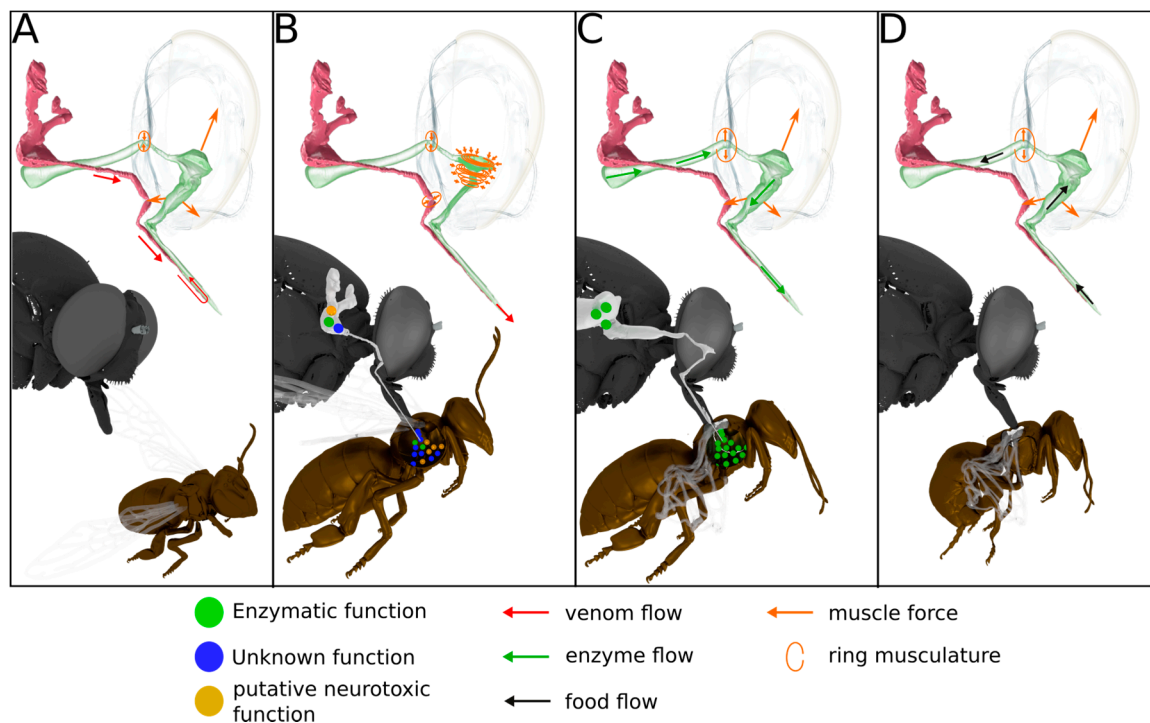 A
B
C
D
Enzymatic function
Unknown function
putative neurotoxic
function
venom flow
enzyme flow
food flow
muscle force
ring musculature